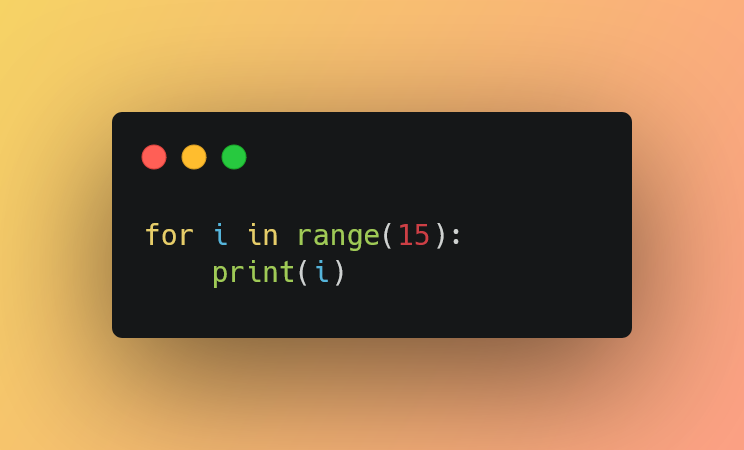 for i in range(15):
    print(i)